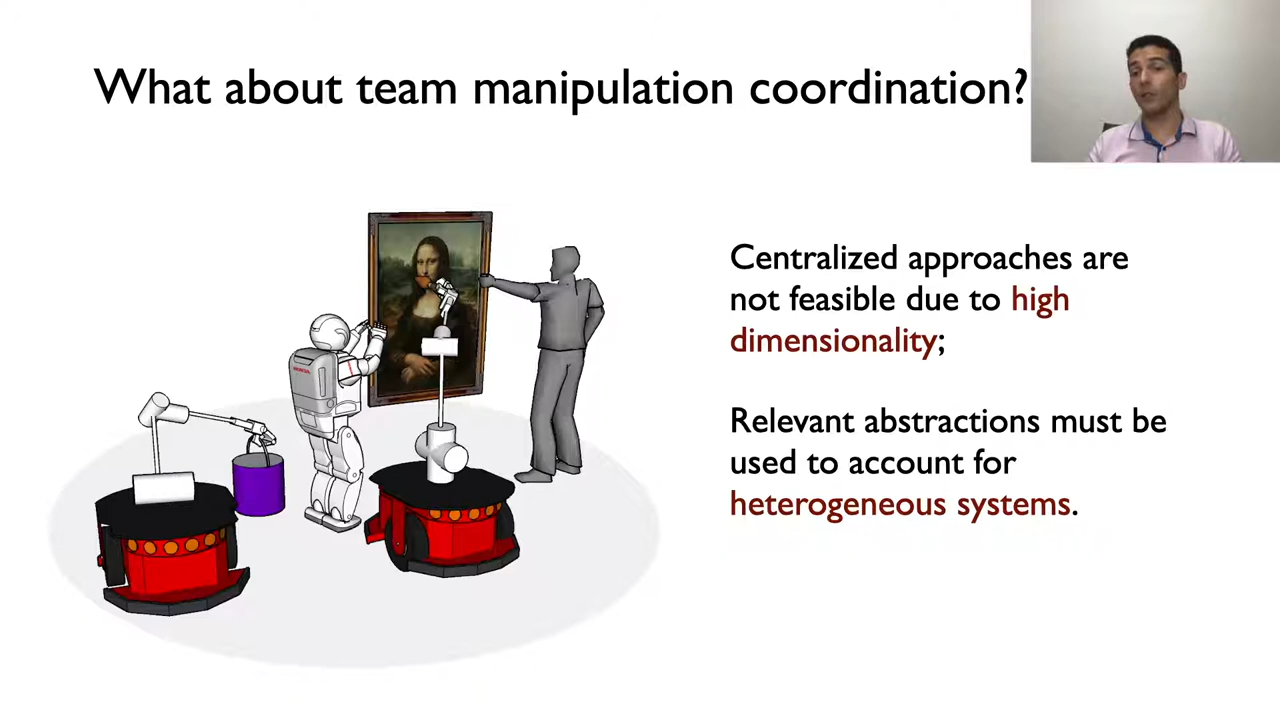 What about team manipulation coordination?
Centralized approaches are
not feasible due to high
dimensionality;
Relevant abstractions must be
used to account for
heterogeneous systems.
HONDA